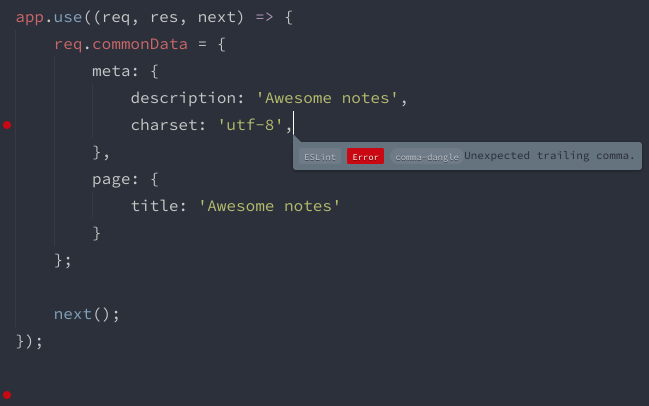 app.use((req, res, next) => {
    req.commonData = {
        meta: {
            description: 'Awesome notes',
            charset: 'utf-8',
ESLint Error comma-dangle Unexpected trailing comma.
        },
        page: {
            title: 'Awesome notes'
        }
    };
    next();
});